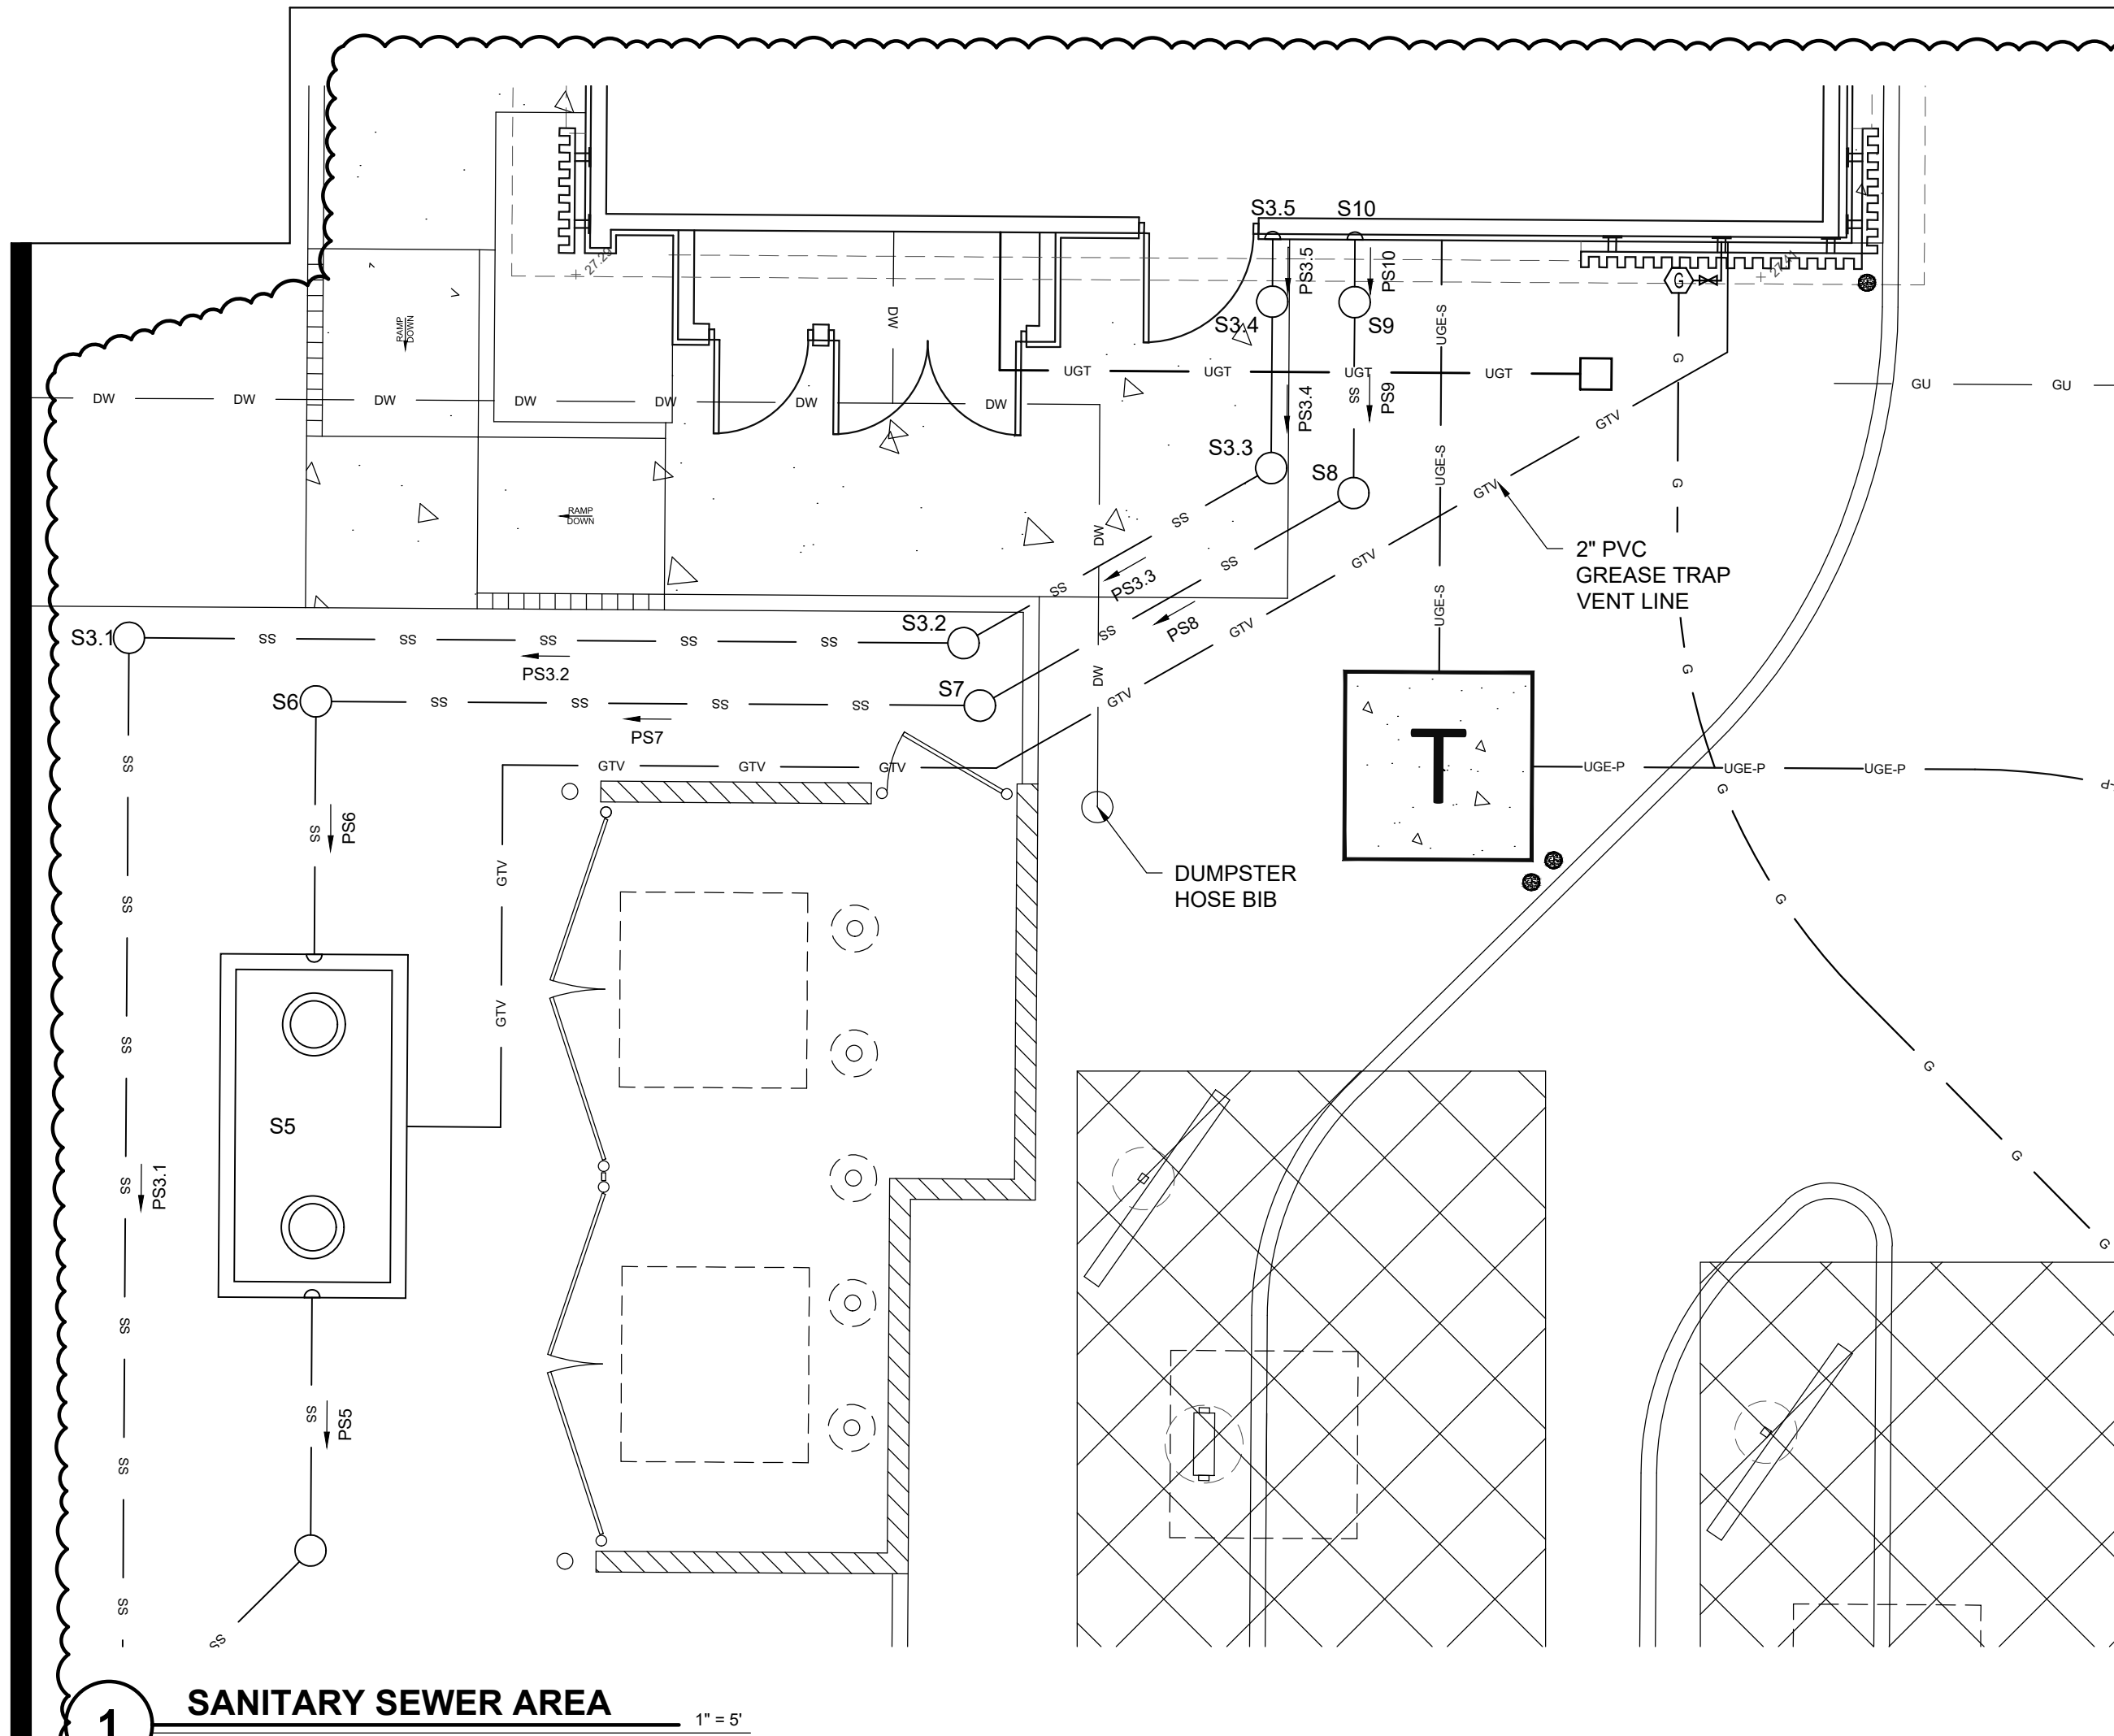 S3.5 S10
27.29
27.41
PS3.5 PS10
G
DW
RAMP
DOWN
S3.4 S9
UGE-S
G
UGT UGT UGT UGT
DW DW DW DW DW DW DW
GU GU
SS
PS3.4 PS9
GTV
S3.3 S8
UGE-S
GTV
G
RAMP
DOWN
SS
DW
2" PVC
GREASE TRAP
VENT LINE
SS
GTV
SS
PS3.3
UGE-S
S3.1 SS SS SS SS SS S3.2
SS
PS8
GTV
PS3.2
G
DW
S6 SS SS SS SS S7
GTV
PS7
SS
GTV GTV GTV
T
UGE-P UGE-P UGE-P
G
SS
PS6
GTV
DUMPSTER
HOSE BIB
SS
G
GTV
SS
G
S5
G
SS
PS3.1
G
SS
SS
PS5
SS
SS
SS
1
SANITARY SEWER AREA
1" = 5'